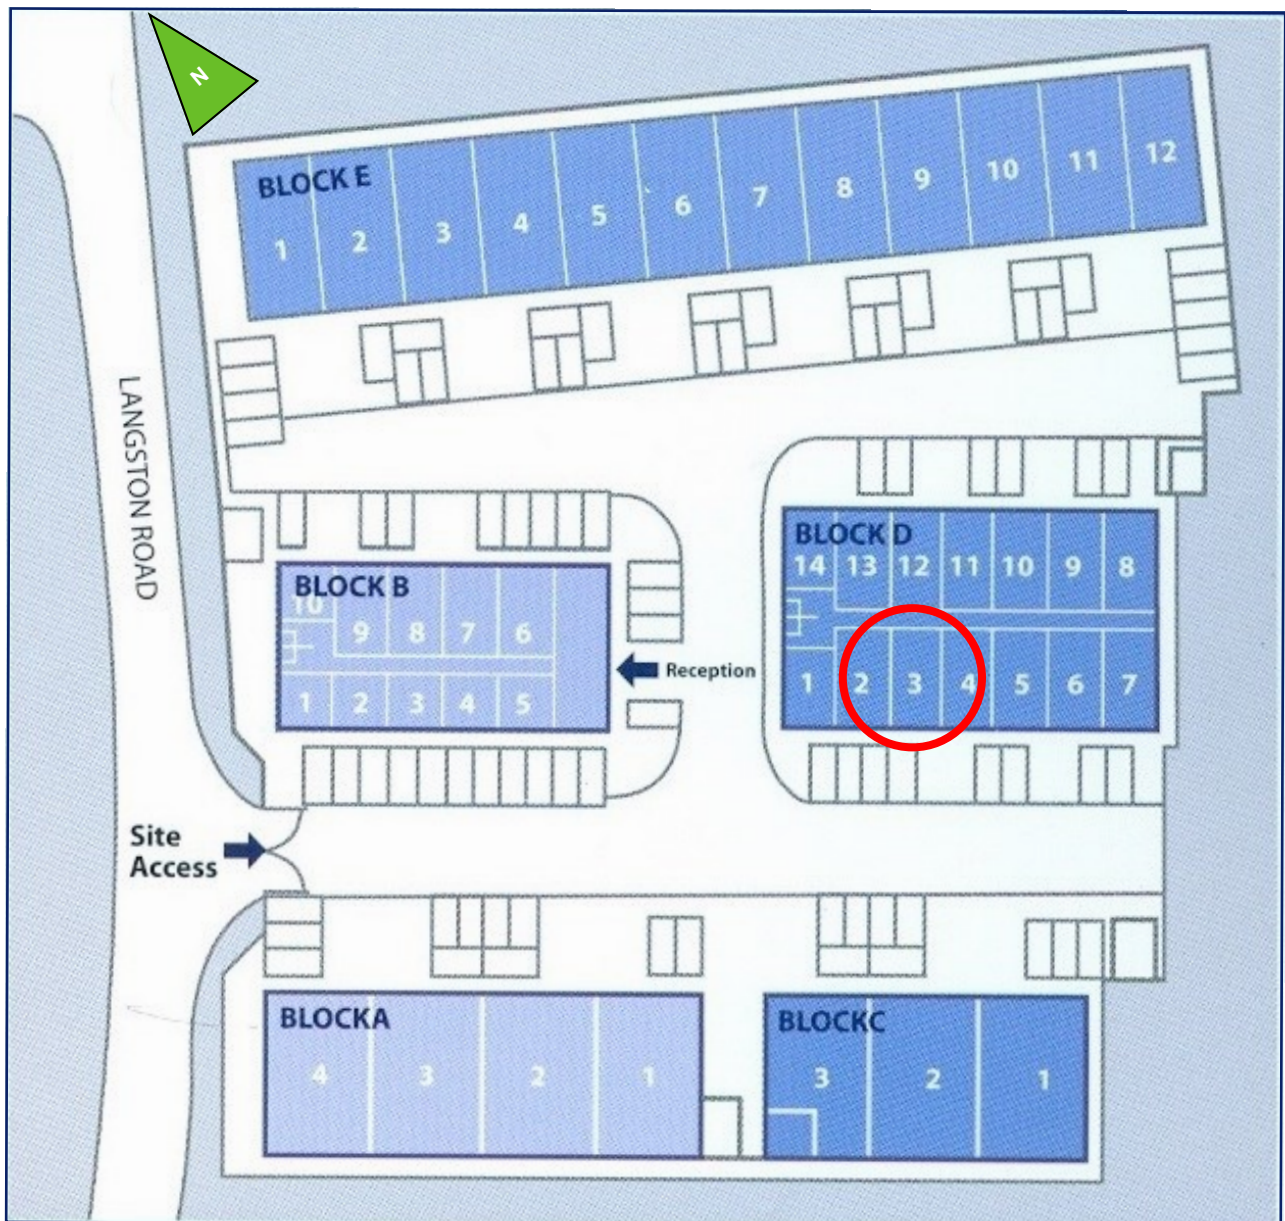 N
BLOCK E
1 2 3 4 5 6 7 8 9 10 11 12
LANGSTON ROAD
BLOCK B
10 9 8 7 6
1 2 3 4 5
Reception
BLOCK D
14 13 12 11 10 9 8
1 2 3 4 5 6 7
Site
Access
BLOCKA
4 3 2 1
BLOCKC
3 2 1